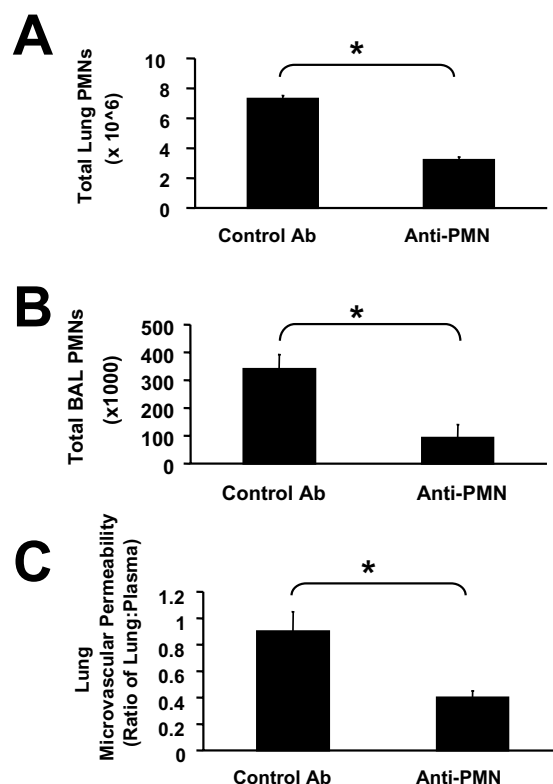 A
Total Lung PMNs
(x 10^6)
10
8
6
4
2
0
*
Control Ab
Anti-PMN
B
Total BAL PMNs
(x1000)
500
400
300
200
100
0
*
Control Ab
Anti-PMN
C
Lung
Microvascular Permeability
(Ratio of Lung:Plasma)
1.2
1
0.8
0.6
0.4
0.2
0
*
Control Ab
Anti-PMN